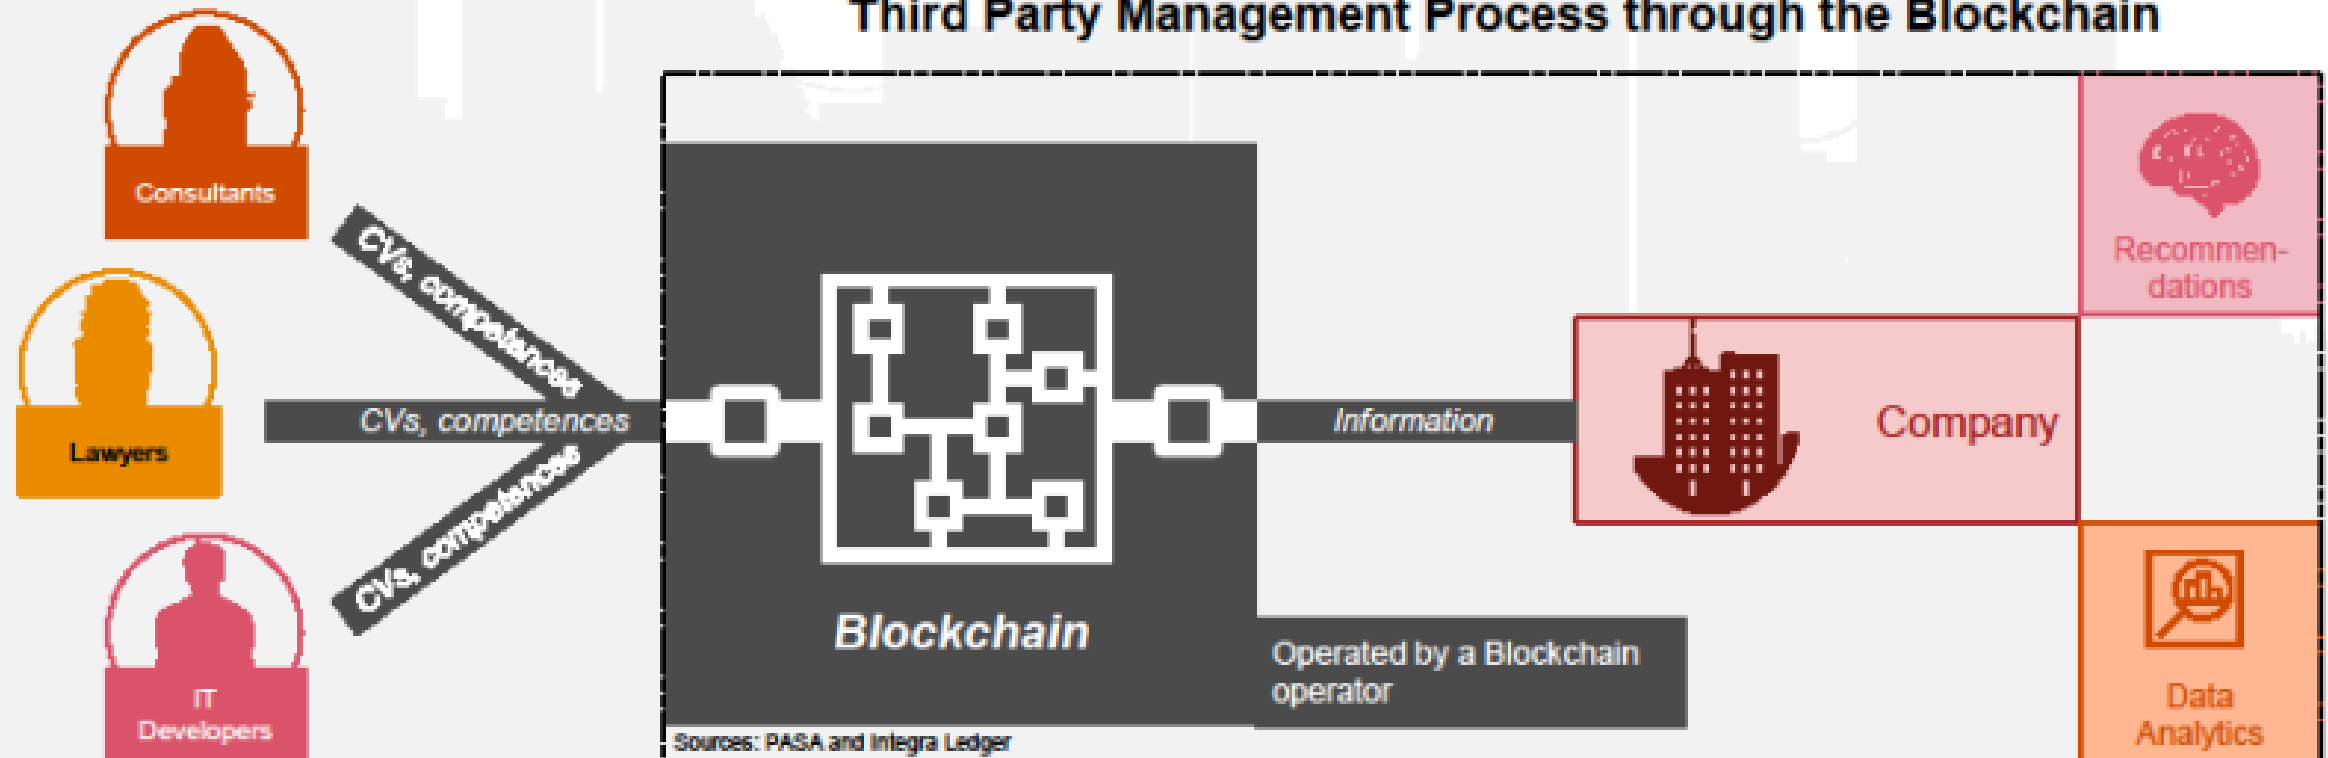 Third Party Management Process through the Blockchain
Consultants
Lawyers
IT
Developers
CVs, competences
CVs, competences
CVs, competences
Blockchain
Information
Operated by a Blockchain
operator
Company
Recommen-
dations
Data
Analytics
Sources: PASA and Integra Ledger